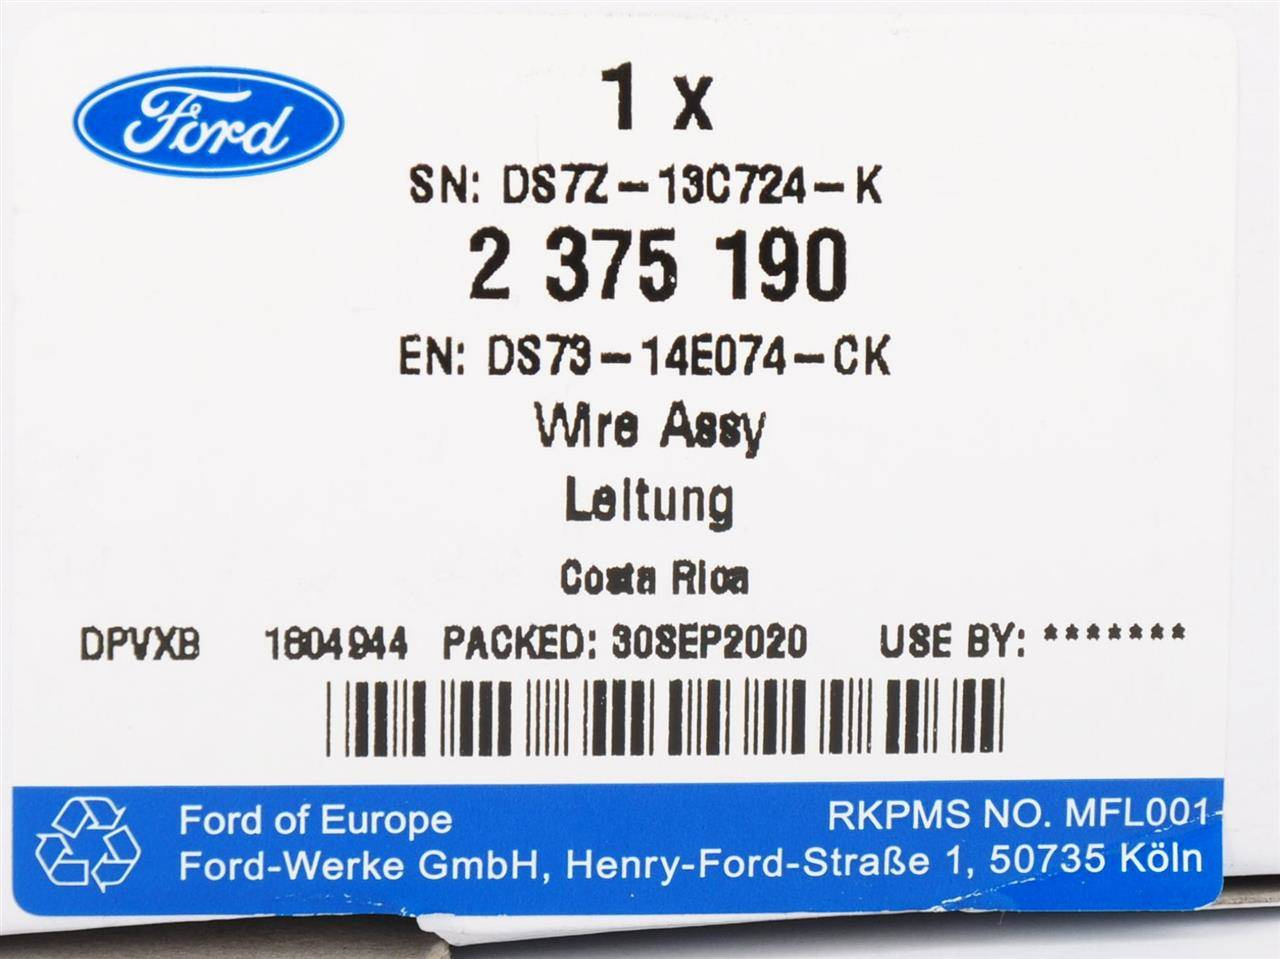 Ford
1 x
SN: DS7Z-13C724-K
2 375 190
EN: DS73-14E074-CK
Wire Assy
Leitung
Costa Rica
DPVXB 1604944 PACKED: 30SEP2020 USE BY: *******
Ford of Europe RKPMS NO. MFL001-
Ford-Werke GmbH, Henry-Ford-Straße 1, 50735 Köln